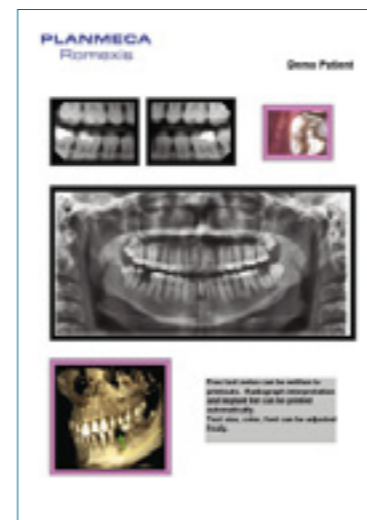 PLANMECA
Romexis
Demo Patient
Free text notes can be written to
printouts. Radiograph interpretation
and implant list can be printed
automatically.
Text size, color, font can be adjusted
freely.